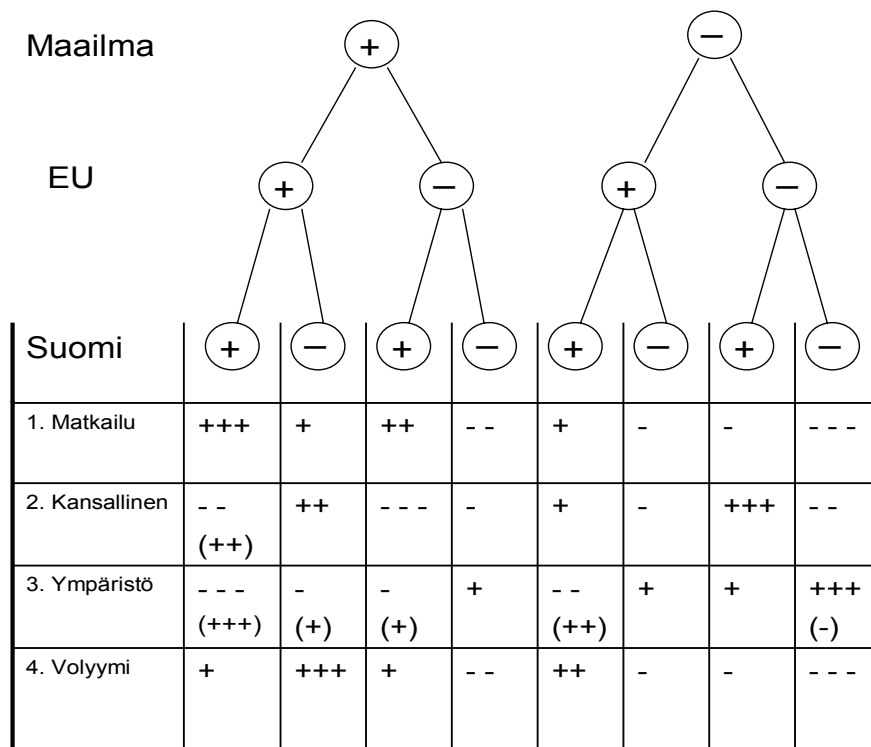 Maailma + –
EU + – + –
Suomi + – + – + – + –
1. Matkailu +++ + ++ - - + - - - - -
2. Kansallinen - - ++ - - - - + - +++ - -
(++)
3. Ympäristö - - - - - + - - + + +++
(+++) (+) (+) (++) (-)
4. Volyymi + +++ + - - ++ - - - - -